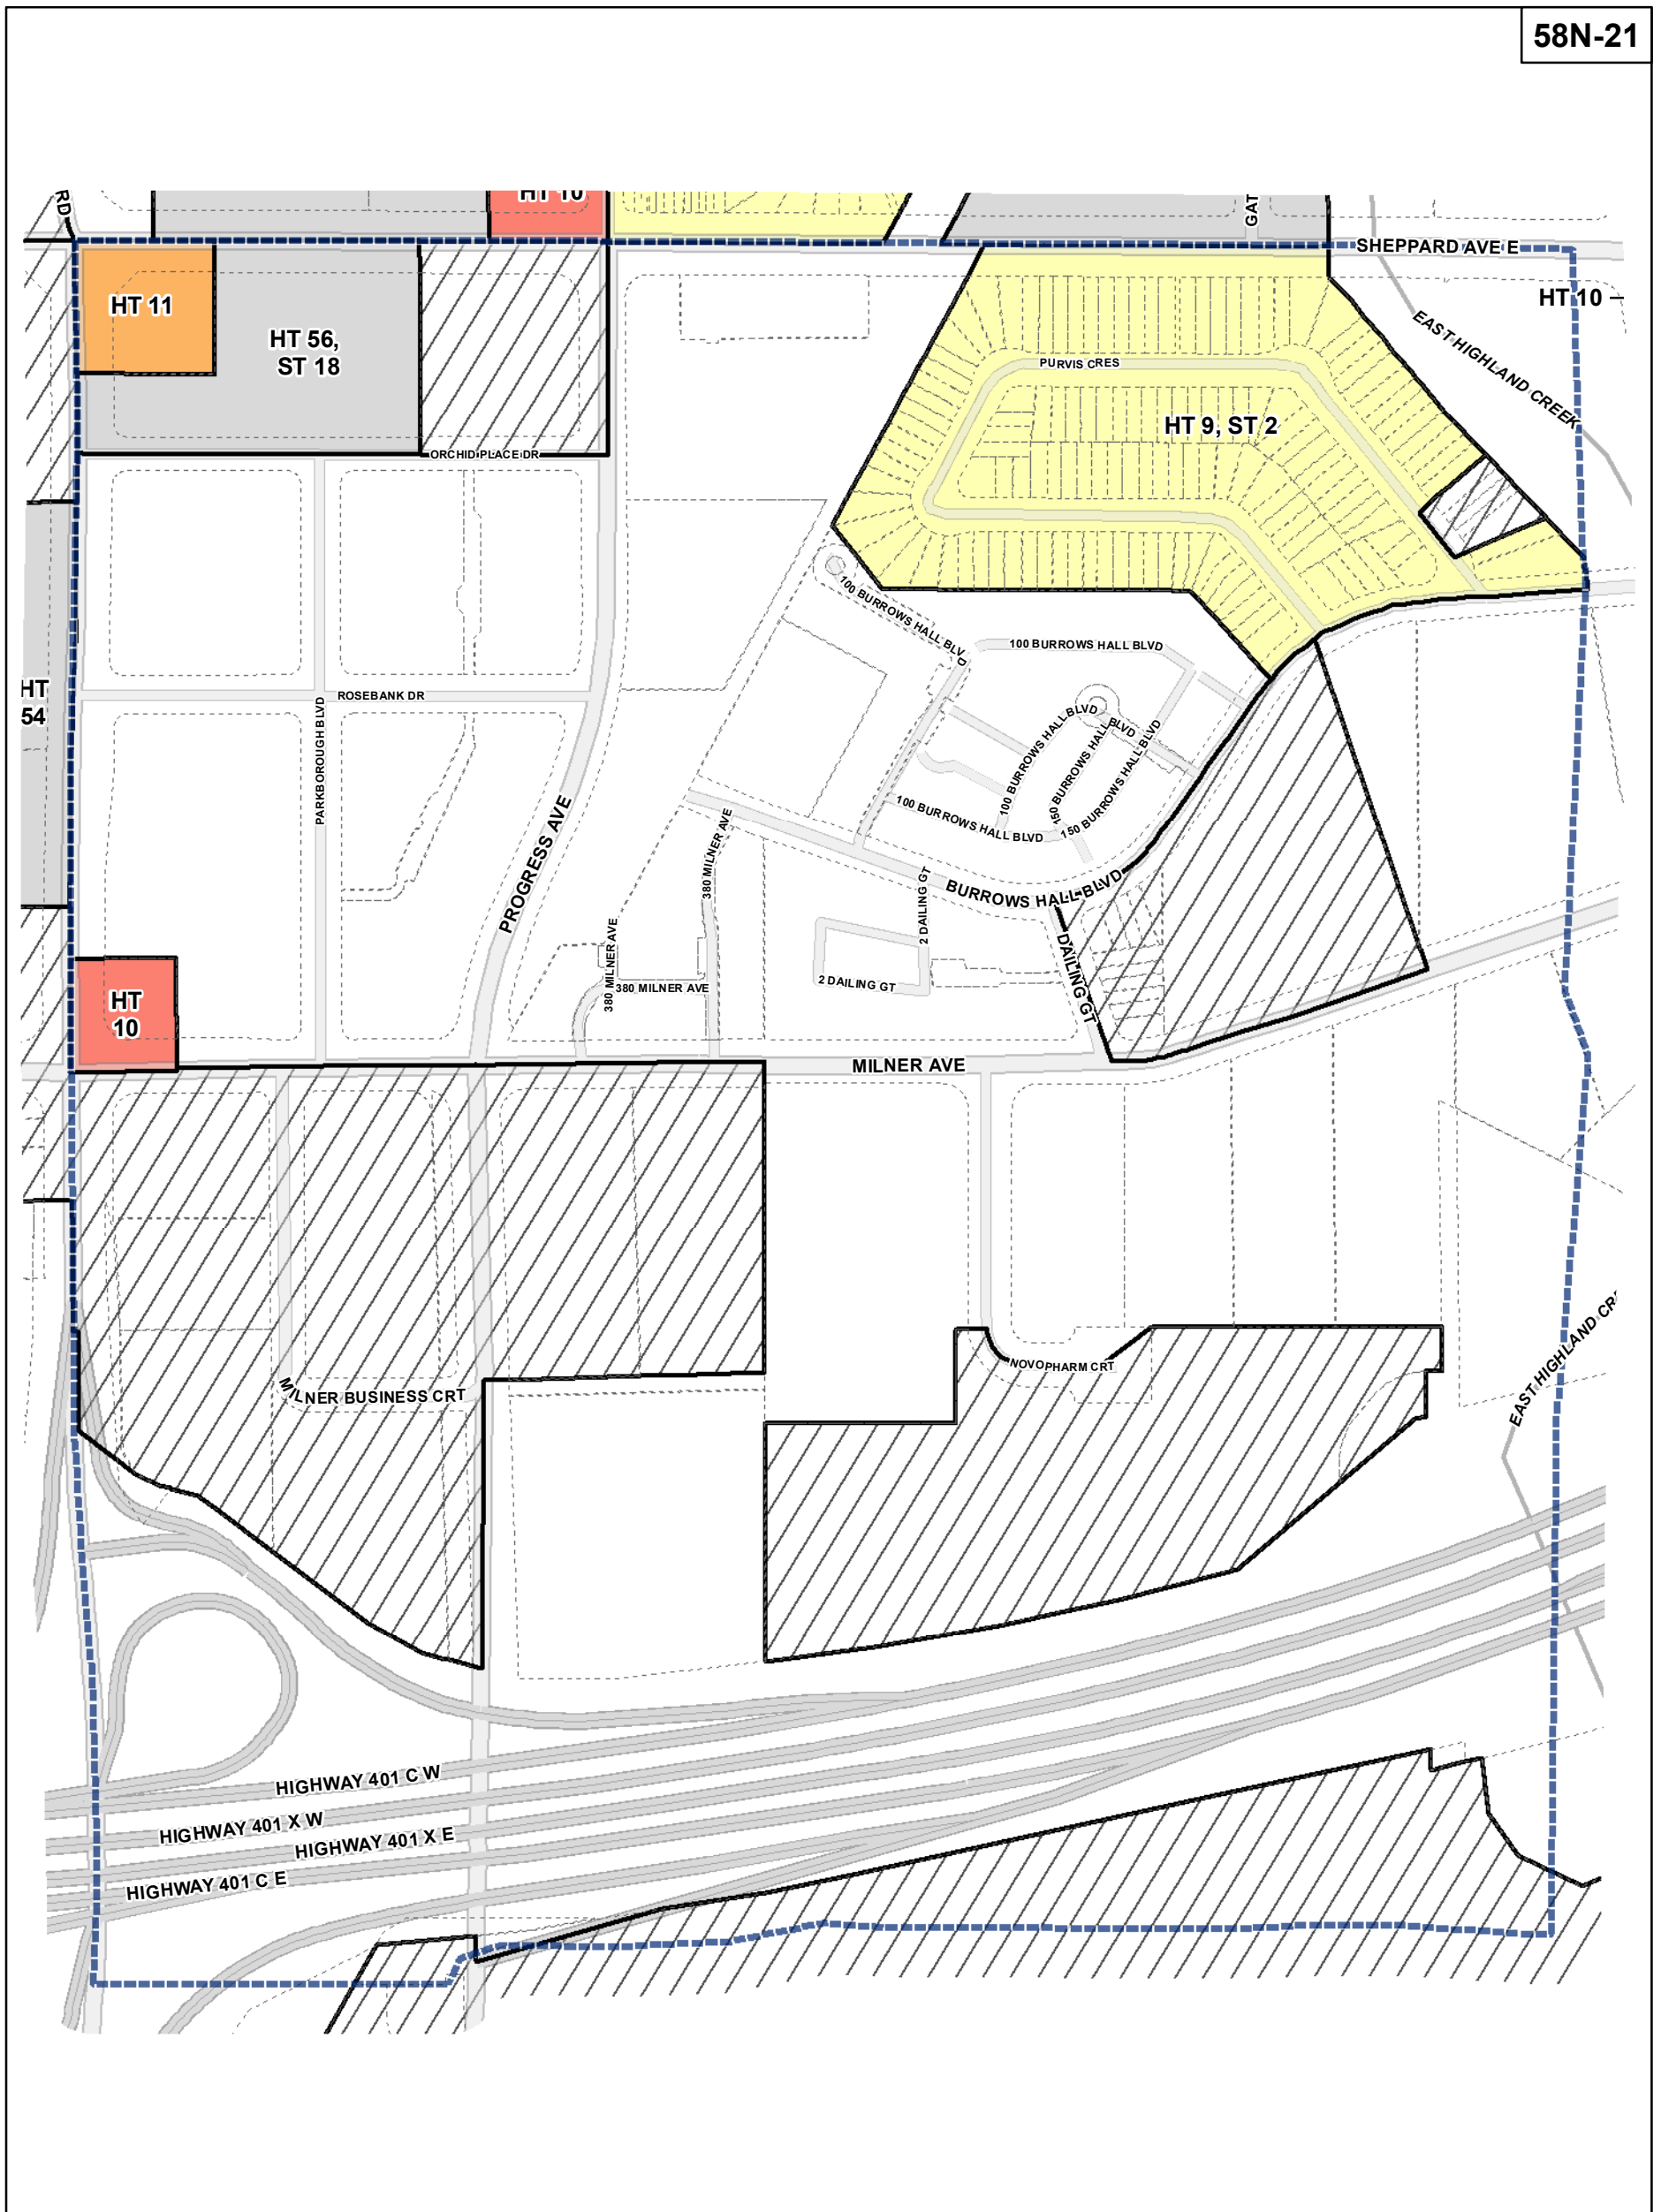 58N-21
RD
HT 10
GAT
SHEPPARD AVE E
HT 11
HT 10
HT 56,
ST 18
EAST HIGHLAND CREEK
PURVIS CRES
HT 9, ST 2
ORCHID PLACE DR
100 BURROWS HALL BLVD
100 BURROWS HALL BLVD
HT
54
ROSEBANK DR
PARKBOROUGH BLVD
100 BURROWS HALL BLVD
150 BURROWS HALL BLVD
150 BURROWS HALL BLVD
100 BURROWS HALL BLVD
PROGRESS AVE
380 MILNER AVE
BURROWS HALL BLVD
2 DAILING GT
DAILING GT
380 MILNER AVE
380 MILNER AVE
2 DAILING GT
HT
10
MILNER AVE
NOVOPHARM CRT
MILNER BUSINESS CRT
EAST HIGHLAND CR
HIGHWAY 401 C W
HIGHWAY 401 X W
HIGHWAY 401 X E
HIGHWAY 401 C E